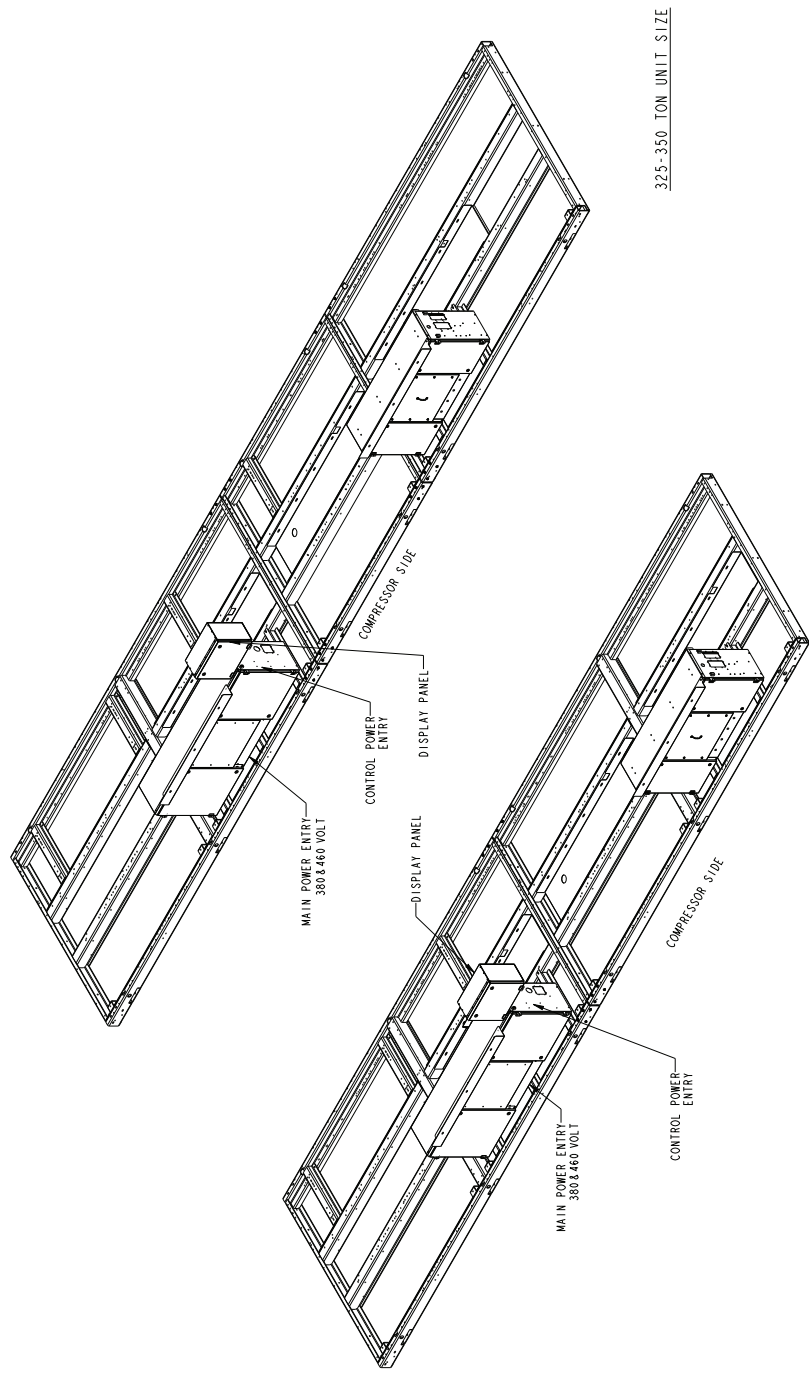 325-350 TON UNIT SIZE
COMPRESSOR SIDE
DISPLAY PANEL
CONTROL POWER
ENTRY
MAIN POWER ENTRY
380&460 VOLT
DISPLAY PANEL
COMPRESSOR SIDE
CONTROL POWER
ENTRY
MAIN POWER ENTRY
380&460 VOLT